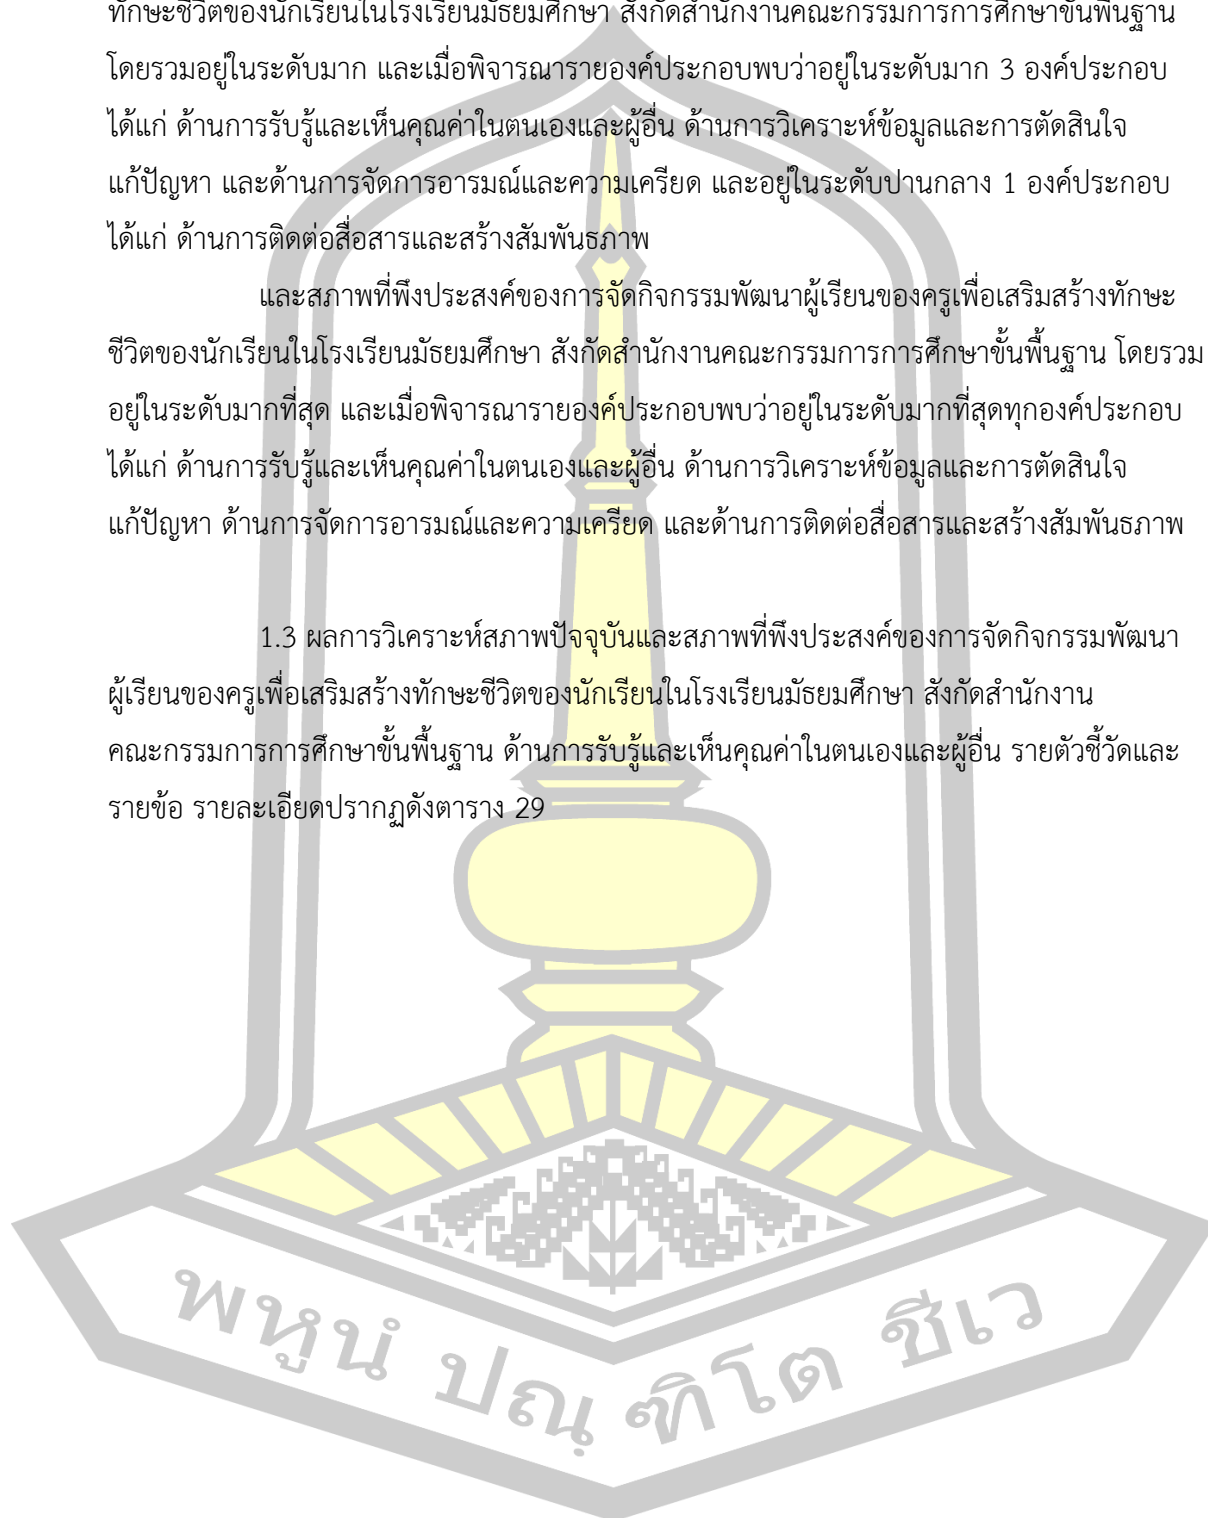 ทักษะชีวิตของนักเรียนในโรงเรียนมัธยมศึกษา สังกัดสำนักงานคณะกรรมการการศึกษาขั้นพื้นฐาน
โดยรวมอยู่ในระดับมาก และเมื่อพิจารณารายองค์ประกอบพบว่าอยู่ในระดับมาก 3 องค์ประกอบ
ได้แก่ ด้านการรับรู้และเห็นคุณค่าในตนเองและผู้อื่น ด้านการวิเคราะห์ข้อมูลและการตัดสินใจ
แก้ปัญหา และด้านการจัดการอารมณ์และความเครียด และอยู่ในระดับปานกลาง 1 องค์ประกอบ
ได้แก่ ด้านการติดต่อสื่อสารและสร้างสัมพันธภาพ
และสภาพที่พึงประสงค์ของการจัดกิจกรรมพัฒนาผู้เรียนของครูเพื่อเสริมสร้างทักษะ
ชีวิตของนักเรียนในโรงเรียนมัธยมศึกษา สังกัดสำนักงานคณะกรรมการการศึกษาขั้นพื้นฐาน โดยรวม
อยู่ในระดับมากที่สุด และเมื่อพิจารณารายองค์ประกอบพบว่าอยู่ในระดับมากที่สุดทุกองค์ประกอบ
ได้แก่ ด้านการรับรู้และเห็นคุณค่าในตนเองและผู้อื่น ด้านการวิเคราะห์ข้อมูลและการตัดสินใจ
แก้ปัญหา ด้านการจัดการอารมณ์และความเครียด และด้านการติดต่อสื่อสารและสร้างสัมพันธภาพ
1.3 ผลการวิเคราะห์สภาพปัจจุบันและสภาพที่พึงประสงค์ของการจัดกิจกรรมพัฒนา
ผู้เรียนของครูเพื่อเสริมสร้างทักษะชีวิตของนักเรียนในโรงเรียนมัธยมศึกษา สังกัดสำนักงาน
คณะกรรมการการศึกษาขั้นพื้นฐาน ด้านการรับรู้และเห็นคุณค่าในตนเองและผู้อื่น รายตัวชี้วัดและ
รายข้อ รายละเอียดปรากฏดังตาราง 29
พหูนํ ปณฺฑิโต ชีเว